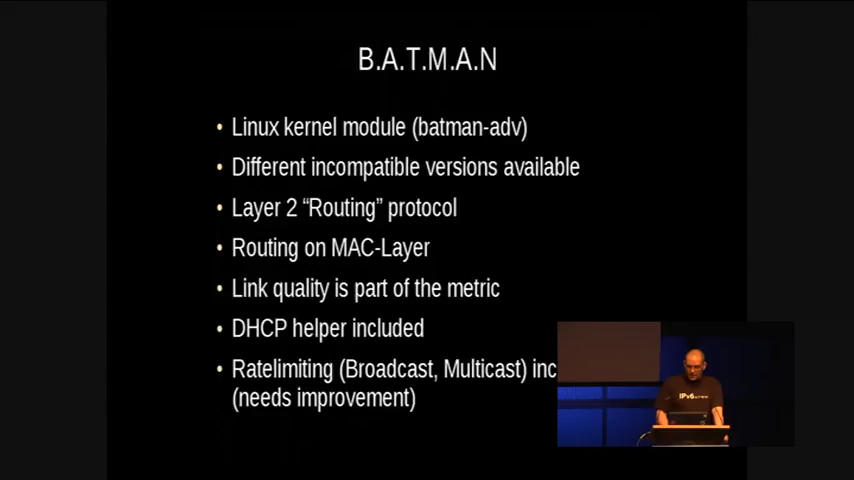 B.A.T.M.A.N
• Linux kernel module (batman-adv)
• Different incompatible versions available
• Layer 2 “Routing” protocol
• Routing on MAC-Layer
• Link quality is part of the metric
• DHCP helper included
• Ratelimiting (Broadcast, Multicast) inc
(needs improvement)